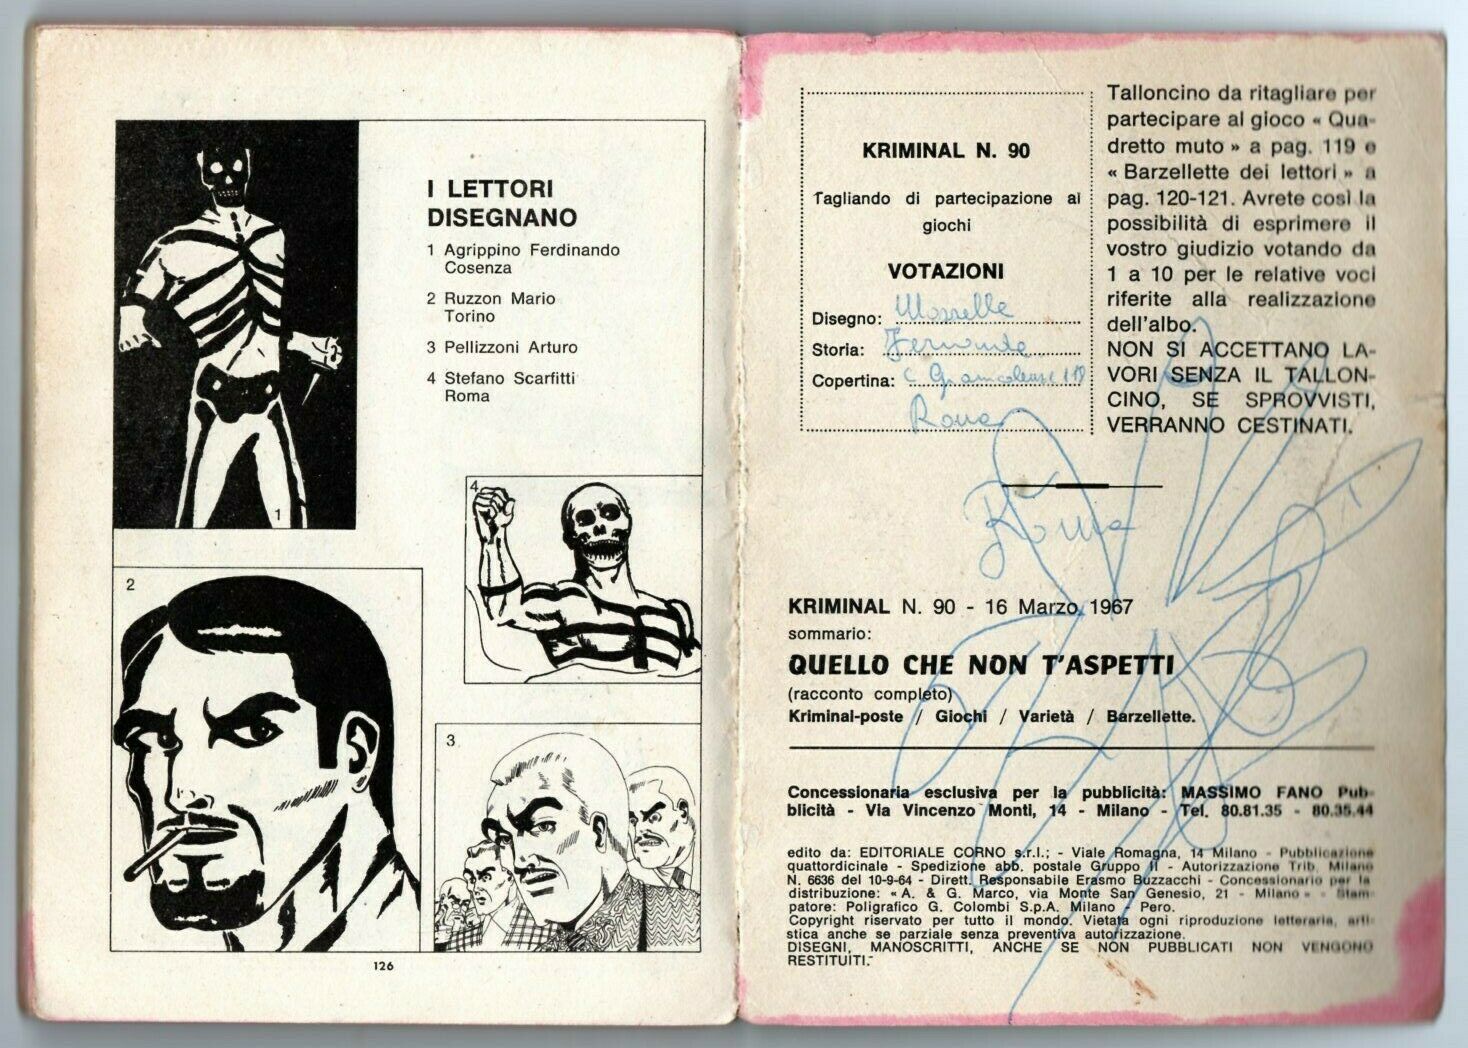 I LETTORI
DISEGNANO
1 Agrippino Ferdinando
Cosenza
2 Ruzzon Mario
Torino
3 Pellizzoni Arturo
4 Stefano Scarfitti
Roma
1
4
2
3
126
KRIMINAL N. 90
Tagliando di partecipazione ai
giochi
VOTAZIONI
Disegno:
Storia:
Copertina:
Roma
Talloncino da ritagliare per
partecipare al gioco « Qua-
dretto muto » a pag. 119 e
« Barzellette dei lettori » a
pag. 120-121. Avrete così la
possibilità di esprimere il
vostro giudizio votando da
1 a 10 per le relative voci
riferite alla realizzazione
dell'albo.
NON SI ACCETTANO LA-
VORI SENZA IL TALLON-
CINO, SE SPROVVISTI,
VERRANNO CESTINATI.
Roma
KRIMINAL N. 90 - 16 Marzo 1967
sommario:
QUELLO CHE NON T'ASPETTI
(racconto completo)
Kriminal-poste / Giochi / Varietà / Barzellette.
Concessionaria esclusiva per la pubblicità: MASSIMO FANO Pub-
blicità - Via Vincenzo Monti, 14 - Milano - Tel. 80.81.35 - 80.35.44
edito da: EDITORIALE CORNO s.r.l.; - Viale Romagna, 14 Milano - Pubblicazione
quattordicinale - Spedizione abb. postale Gruppo II - Autorizzazione Trib. Milano
N. 6636 del 10-9-64 - Dirett. Responsabile Erasmo Buzzacchi - Concessionario per la
distribuzione: « A. & G. Marco, via Monte San Genesio, 21 - Milano » - Stam-
patore: Poligrafico G. Colombi S.p.A. Milano - Pero.
Copyright riservato per tutto il mondo. Vietata ogni riproduzione letteraria, arti-
stica anche se parziale senza preventiva autorizzazione.
DISEGNI, MANOSCRITTI, ANCHE SE NON PUBBLICATI NON VENGONO
RESTITUITI.